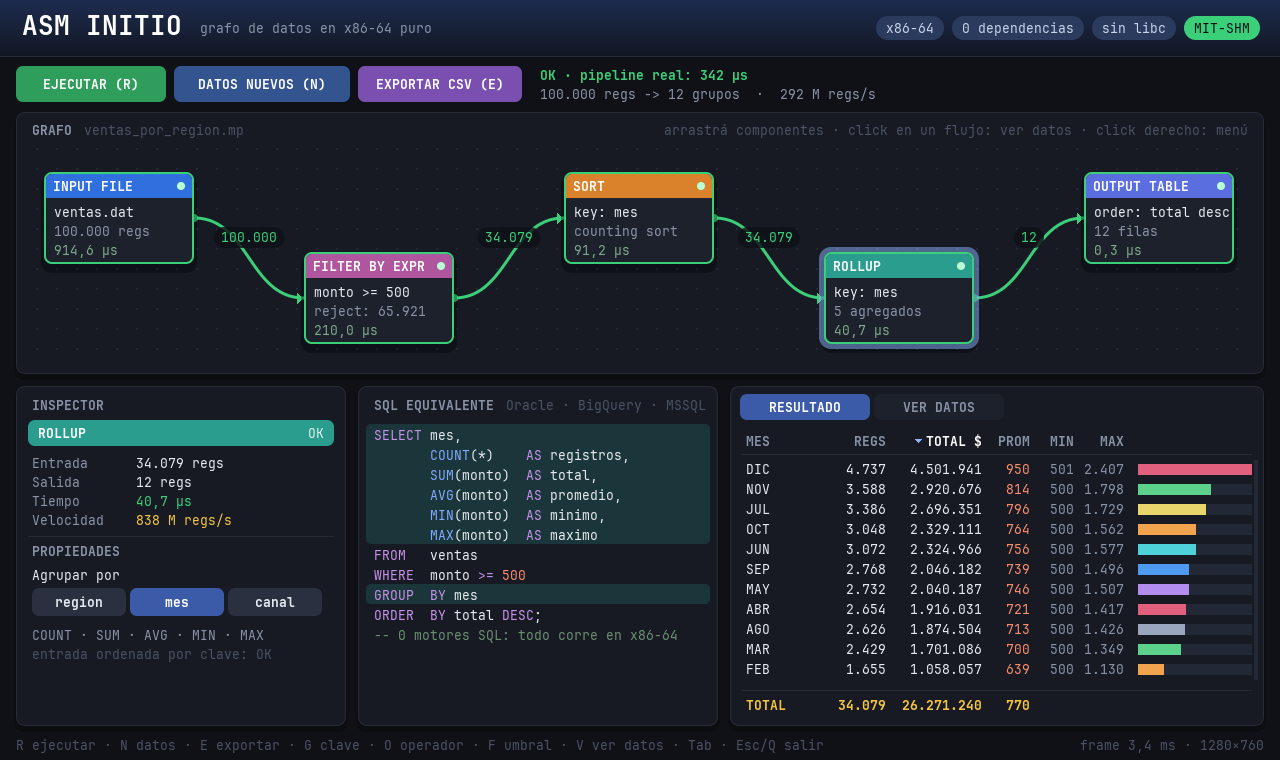 ASM INITIO grafo de datos en x86-64 puro x86-64 0 dependencias sin libc MIT-SHM
EJECUTAR (R) DATOS NUEVOS (N) EXPORTAR CSV (E)
OK · pipeline real: 342 µs
100.000 regs -> 12 grupos · 292 M regs/s
GRAFO ventas_por_region.mp arrastrá componentes · click en un flujo: ver datos · click derecho: menú
INPUT FILE
ventas.dat
100.000 regs
914,6 µs
100.000
FILTER BY EXPR
monto >= 500
reject: 65.921
210,0 µs
34.079
SORT
key: mes
counting sort
91,2 µs
34.079
ROLLUP
key: mes
5 agregados
40,7 µs
12
OUTPUT TABLE
order: total desc
12 filas
0,3 µs
INSPECTOR
ROLLUP OK
Entrada 34.079 regs
Salida 12 regs
Tiempo 40,7 µs
Velocidad 838 M regs/s
PROPIEDADES
Agrupar por
region mes canal
COUNT · SUM · AVG · MIN · MAX
entrada ordenada por clave: OK
SQL EQUIVALENTE Oracle · BigQuery · MSSQL
SELECT mes,
COUNT(*) AS registros,
SUM(monto) AS total,
AVG(monto) AS promedio,
MIN(monto) AS minimo,
MAX(monto) AS maximo
FROM ventas
WHERE monto >= 500
GROUP BY mes
ORDER BY total DESC;
-- 0 motores SQL: todo corre en x86-64
RESULTADO VER DATOS
MES REGS TOTAL $ PROM MIN MAX
DIC 4.737 4.501.941 950 501 2.407
NOV 3.588 2.920.676 814 500 1.798
JUL 3.386 2.696.351 796 500 1.729
OCT 3.048 2.329.111 764 500 1.562
JUN 3.072 2.324.966 756 500 1.577
SEP 2.768 2.046.182 739 500 1.496
MAY 2.732 2.040.187 746 500 1.507
ABR 2.654 1.916.031 721 500 1.417
AGO 2.626 1.874.504 713 500 1.426
MAR 2.429 1.701.086 700 500 1.349
FEB 1.655 1.058.057 639 500 1.130
TOTAL 34.079 26.271.240 770
R ejecutar · N datos · E exportar · G clave · O operador · F umbral · V ver datos · Tab · Esc/Q salir frame 3,4 ms · 1280×760